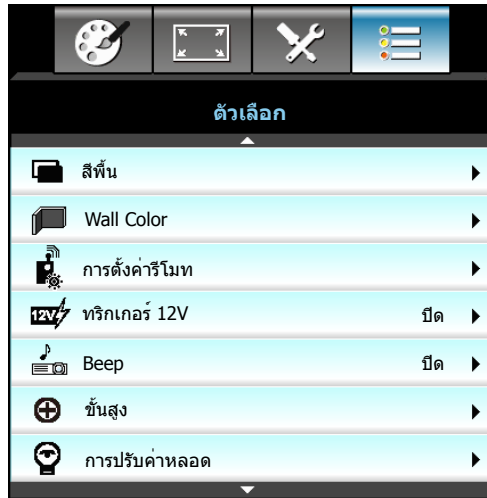 ตัวเลือก
สีพื้น
Wall Color
การตั้งค่ารีโมท
12V ทริกเกอร์ 12V ปิด
Beep ปิด
ขั้นสูง
การปรับค่าหลอด